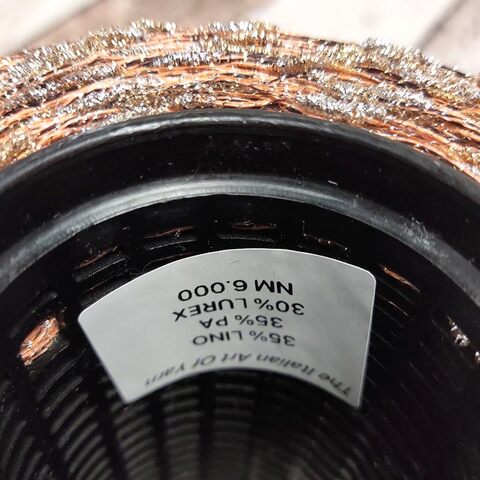 The Italian Art Of Yarn
35% LINO
35% PA
30% LUREX
NM 6.000